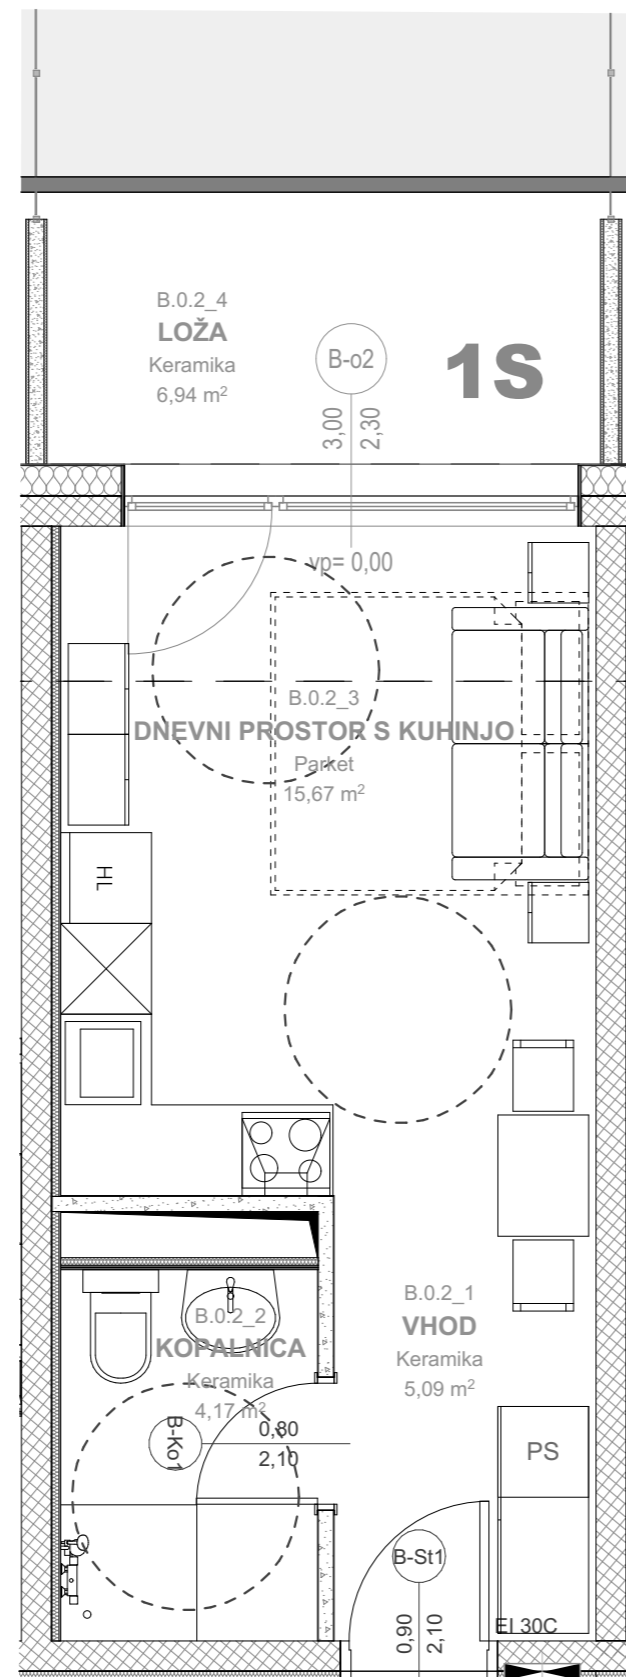 B.0.2_4
LOŽA
Keramika
6,94 m²
B-o2
1S
3,00
2,30
vp= 0,00
B.0.2_3
DNEVNI PROSTOR S KUHINJO
Parket
15,67 m²
HL
B.0.2_2
KOPALNICA
Keramika
4,17 m²
B.0.2_1
VHOD
Keramika
5,09 m²
B-Ko1
0,80
2,10
PS
B-St1
0,90
2,10
EI 30C